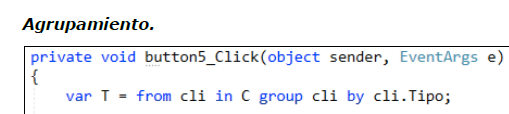 Agrupamiento.
private void button5_Click(object sender, EventArgs e)
{
var T = from cli in C group cli by cli.Tipo;